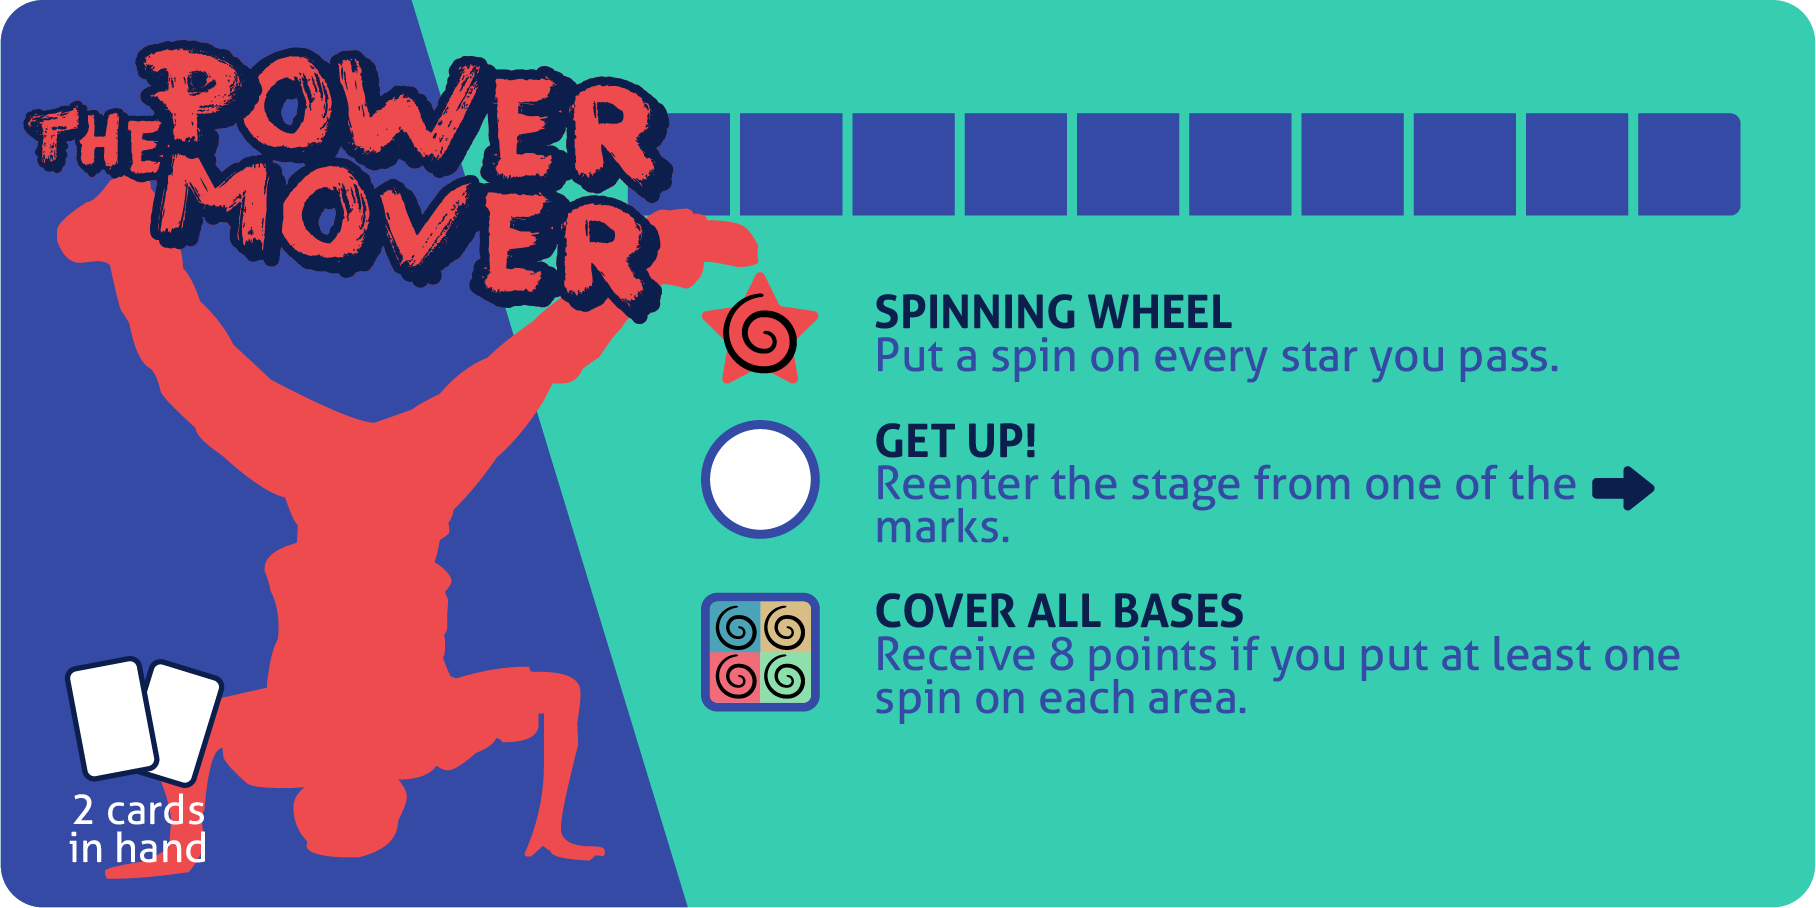 THE POWER
MOVER
SPINNING WHEEL
Put a spin on every star you pass.
GET UP!
Reenter the stage from one of the
marks.
COVER ALL BASES
Receive 8 points if you put at least one
spin on each area.
2 cards
in hand